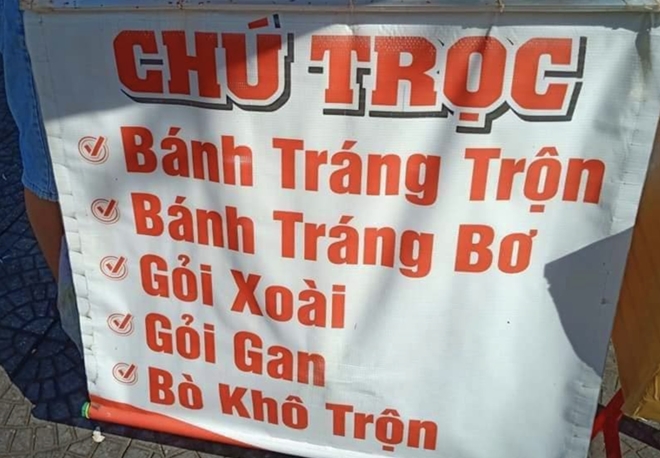 CHÚ TRỌC
Bánh Tráng Trộn
Bánh Tráng Bơ
Gỏi Xoài
Gỏi Gan
Bò Khô Trộn